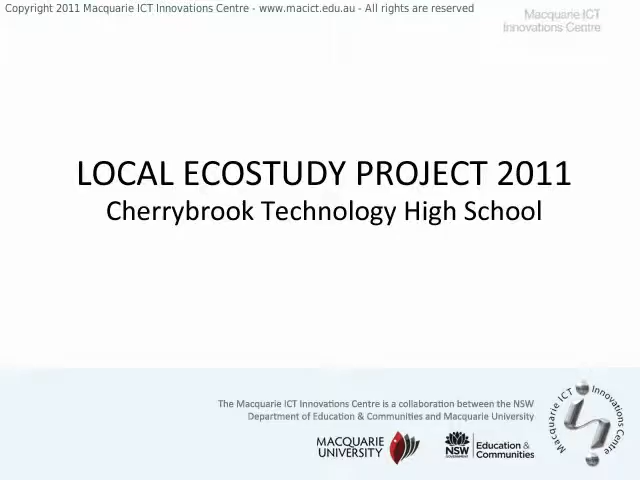 Copyright 2011 Macquarie ICT Innovations Centre - www.macict.edu.au - All rights are reserved
Macquarie ICT
Innovations Centre
LOCAL ECOSTUDY PROJECT 2011
Cherrybrook Technology High School
The Macquarie ICT Innovations Centre is a collaboration between the NSW
Department of Education & Communities and Macquarie University
MACQUARIE
UNIVERSITY
NSW
GOVERNMENT
Education &
Communities
Macquarie ICT Innovations Centre